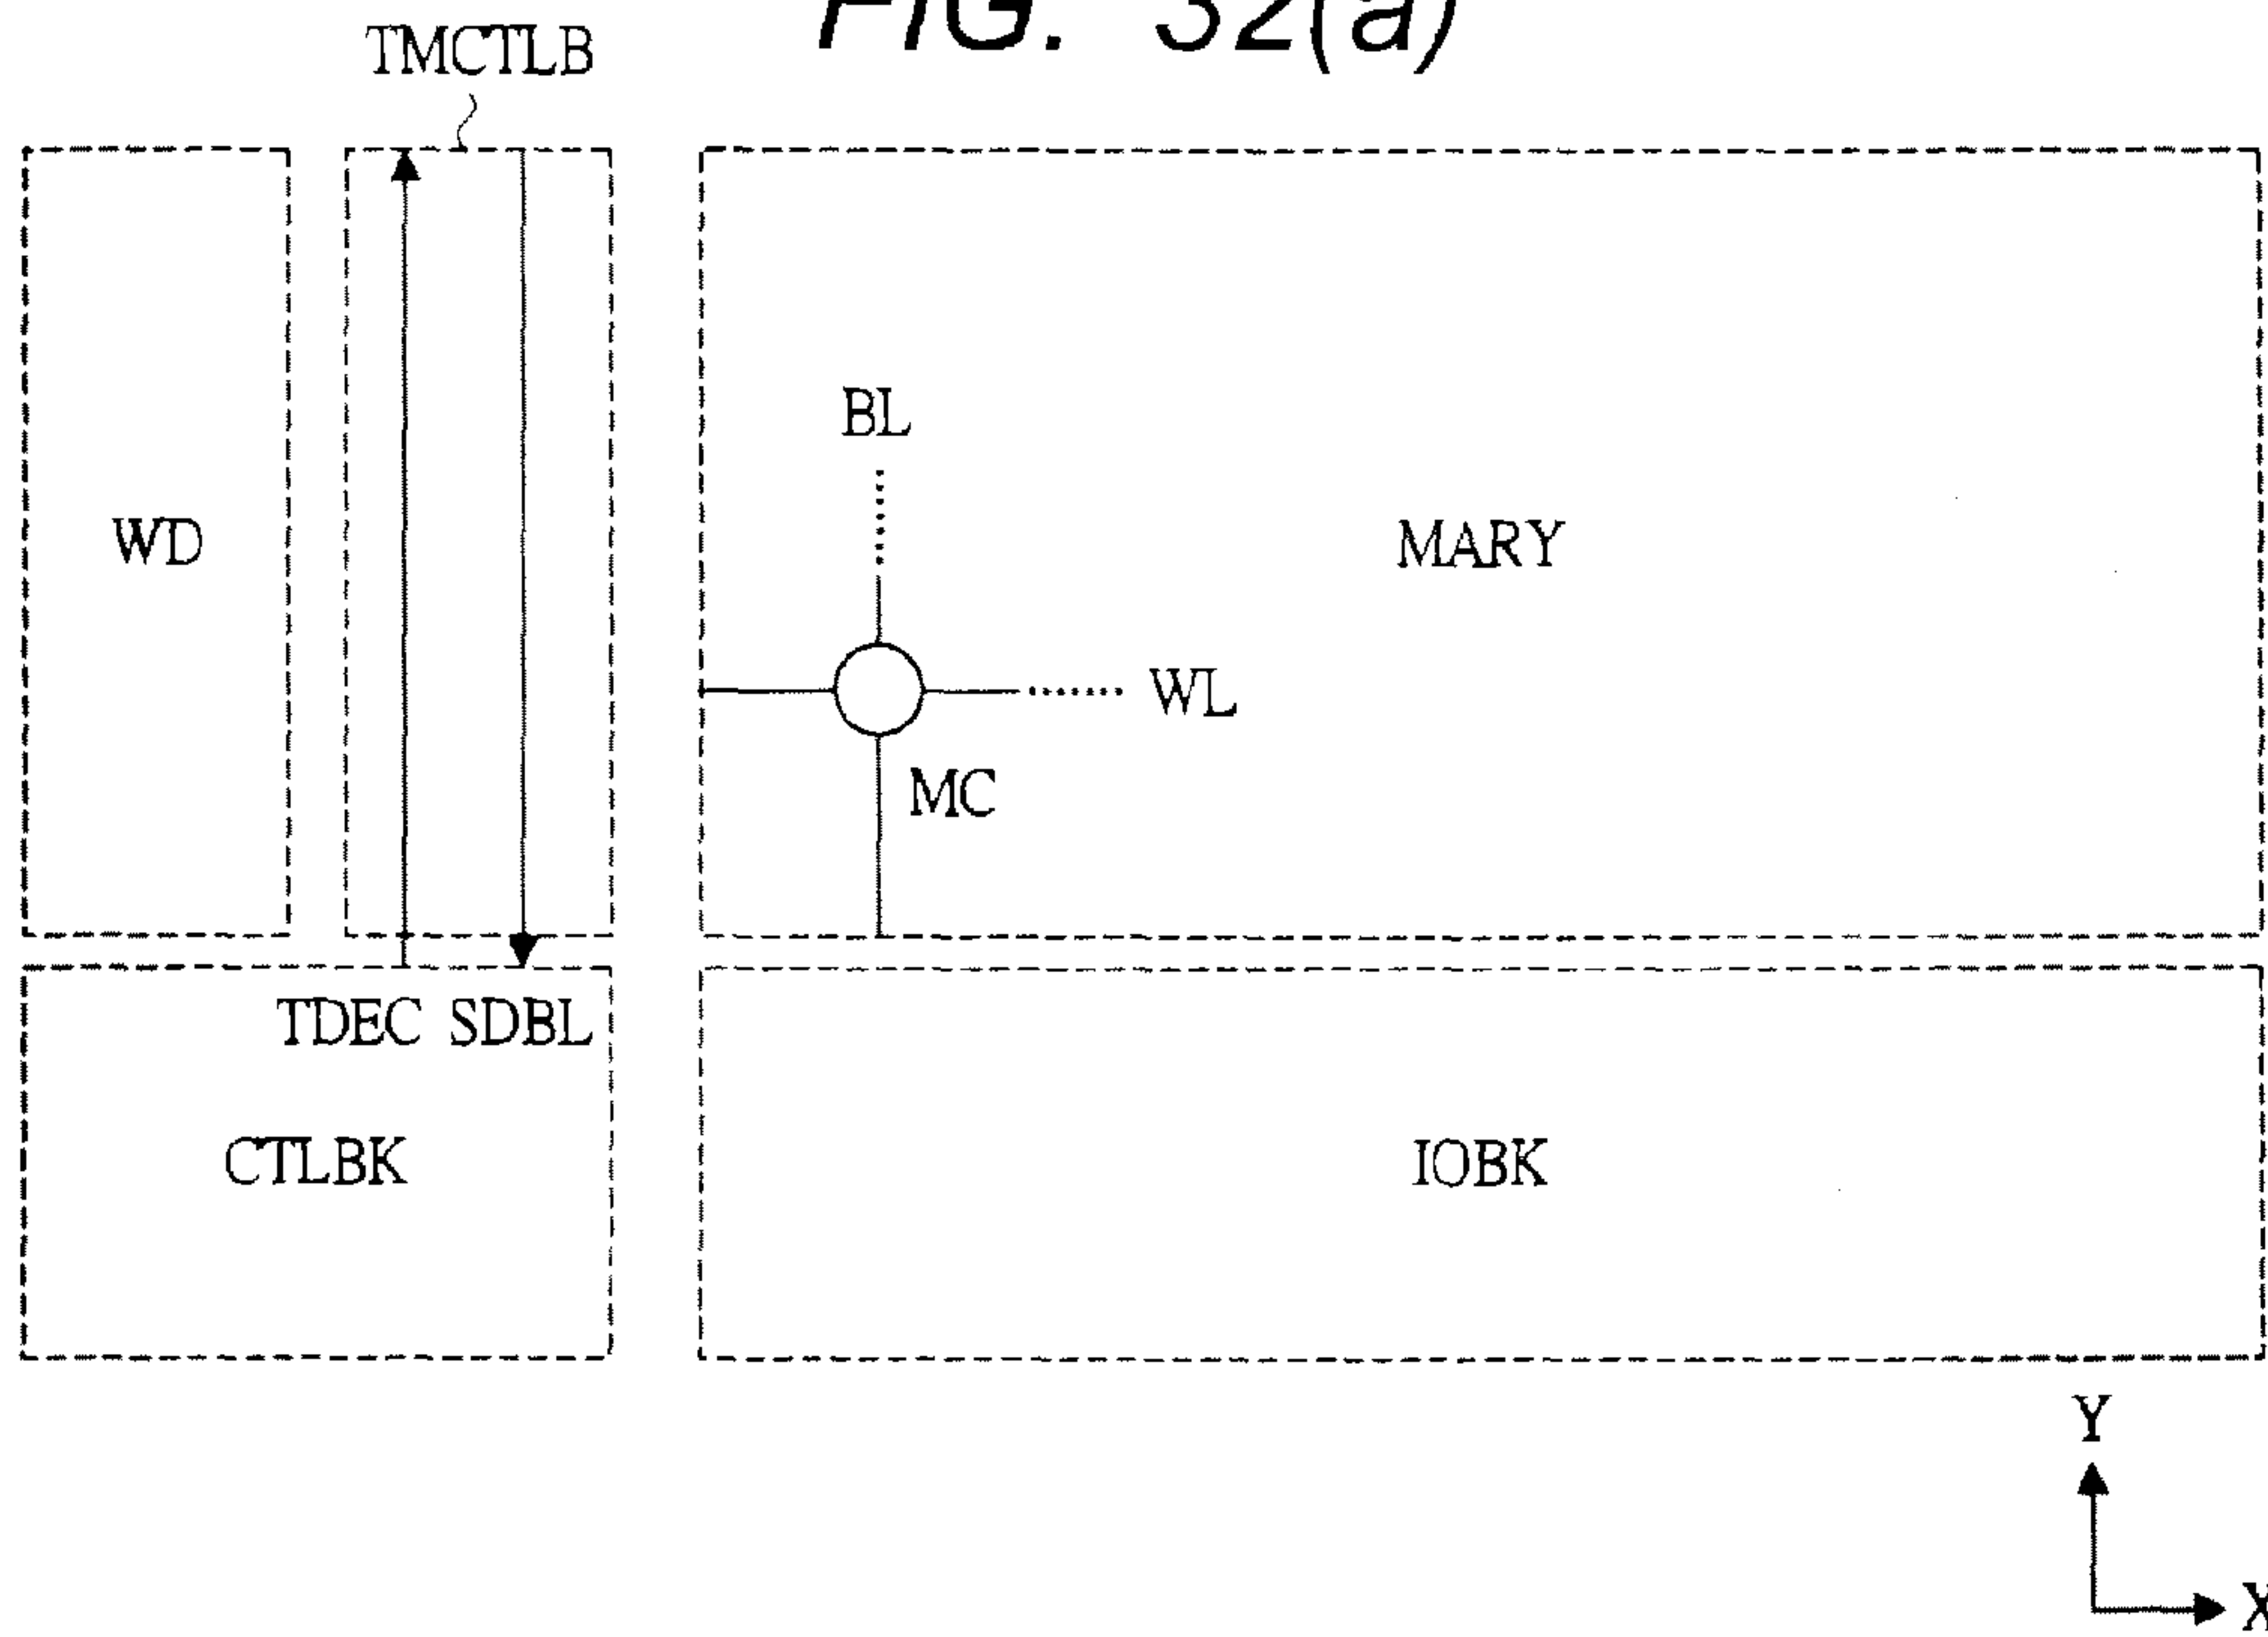 FIG. 32(a)
TMCTLB
BL
WD
MARY
WL
MC
TDEC SDBL
CTLBK
IOBK
Y
X